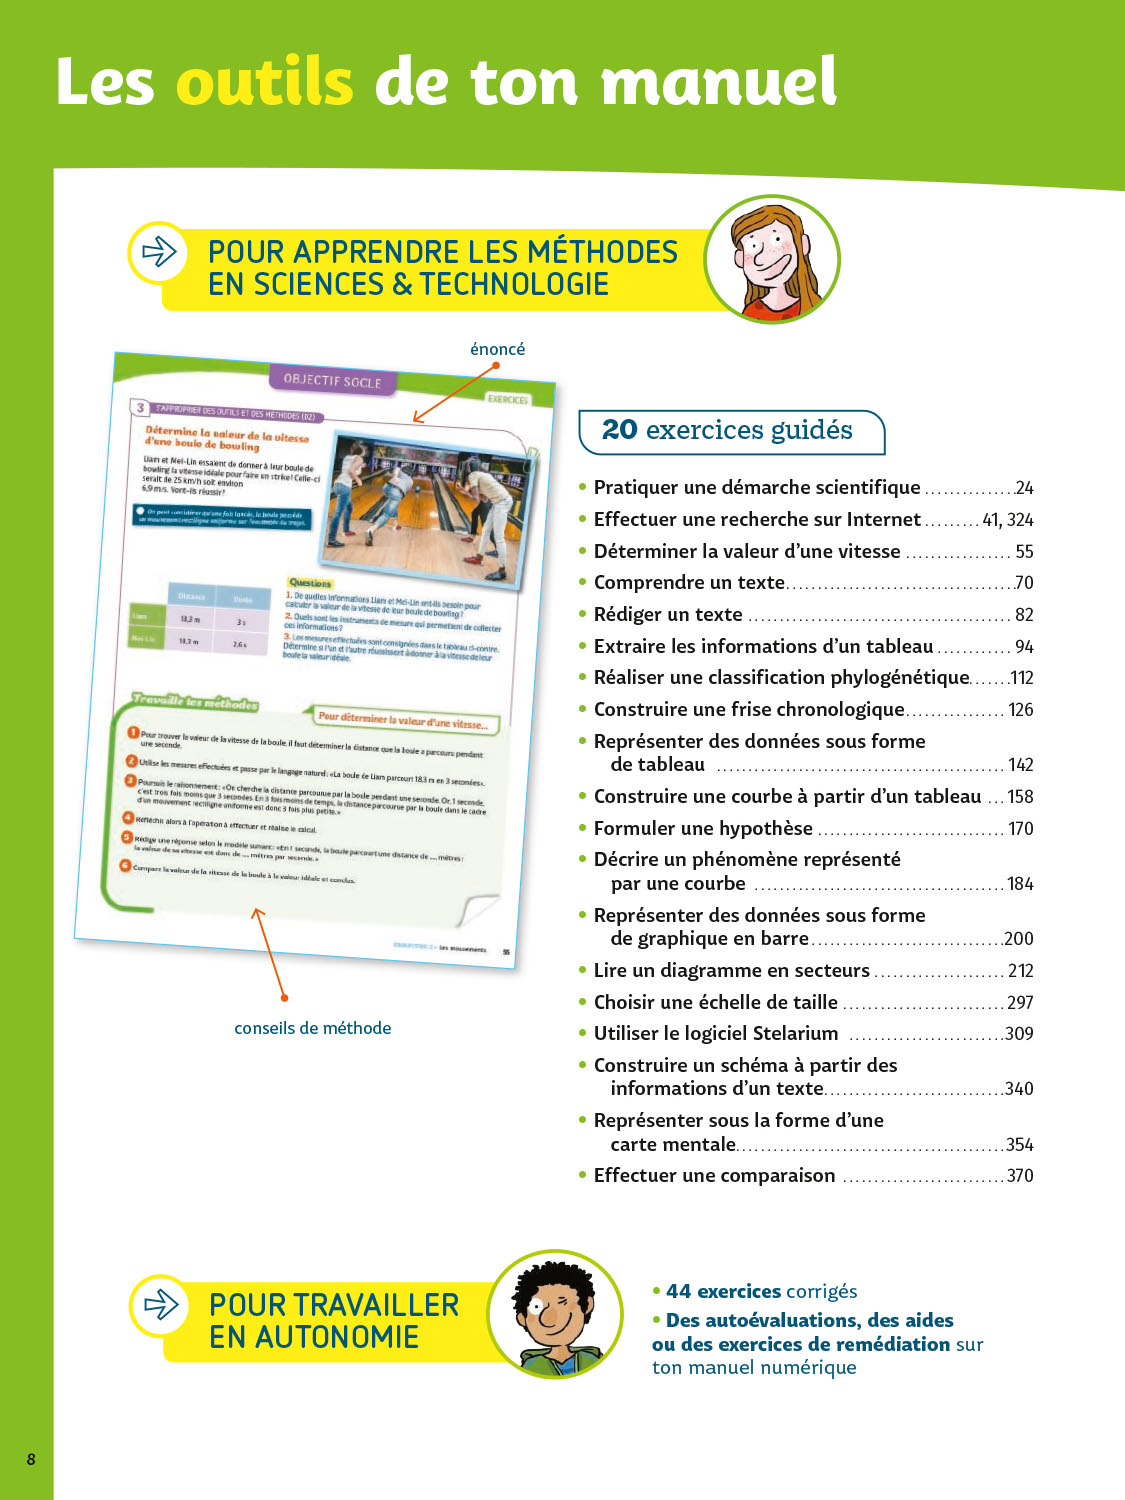 Les outils de ton manuel
POUR APPRENDRE LES MÉTHODES
EN SCIENCES & TECHNOLOGIE
énoncé
OBJECTIF SOCLE
EXERCICES
3 S'APPROPRIER DES OUTILS ET DES MÉTHODES (D2)
Détermine la valeur de la vitesse
d'une boule de bowling
Liam et Mei-Lin essaient de donner à leur boule de
bowling la vitesse idéale pour faire un strike! Celle-ci
serait de 25 km/h soit environ
6,9 m/s. Vont-ils réussir?
On peut considérer qu'une fois lancée, la boule possède
un mouvement rectiligne uniforme sur l'ensemble du trajet.
Distance Durée
Liam 18,3 m 3 s
Mei-Lin 18,3 m 2,6 s
Questions
1. De quelles informations Liam et Mei-Lin ont-ils besoin pour
calculer la valeur de la vitesse de leur boule de bowling?
2. Quels sont les instruments de mesure qui permettent de collecter
ces informations?
3. Les mesures effectuées sont consignées dans le tableau ci-contre.
Détermine si l'un et l'autre réussissent à donner à la vitesse de leur
boule la valeur idéale.
Travaille tes méthodes
Pour déterminer la valeur d'une vitesse...
1 Pour trouver la valeur de la vitesse de la boule, il faut déterminer la distance que la boule a parcouru pendant
une seconde.
2 Utilise les mesures effectuées et passe par le langage naturel: «La boule de Liam parcourt 18,3 m en 3 secondes».
3 Poursuis le raisonnement: «On cherche la distance parcourue par la boule pendant une seconde. Or, 1 seconde,
c'est trois fois moins que 3 secondes. En 3 fois moins de temps, la distance parcourue par la boule dans le cadre
d'un mouvement rectiligne uniforme est donc 3 fois plus petite.»
4 Réfléchis alors à l'opération à effectuer et réalise le calcul.
5 Rédige une réponse selon le modèle suivant: «En 1 seconde, la boule parcourt une distance de ... mètres:
la valeur de sa vitesse est donc de ... mètres par seconde.»
6 Compare la valeur de la vitesse de la boule à la valeur idéale et conclus.
Les mouvements 55
conseils de méthode
20 exercices guidés
• Pratiquer une démarche scientifique ...............24
• Effectuer une recherche sur Internet ......... 41, 324
• Déterminer la valeur d'une vitesse ................. 55
• Comprendre un texte.....................................70
• Rédiger un texte .......................................... 82
• Extraire les informations d'un tableau ............ 94
• Réaliser une classification phylogénétique.......112
• Construire une frise chronologique................ 126
• Représenter des données sous forme
de tableau .............................................. 142
• Construire une courbe à partir d'un tableau ... 158
• Formuler une hypothèse .............................. 170
• Décrire un phénomène représenté
par une courbe ........................................ 184
• Représenter des données sous forme
de graphique en barre...............................200
• Lire un diagramme en secteurs ..................... 212
• Choisir une échelle de taille .......................... 297
• Utiliser le logiciel Stelarium .........................309
• Construire un schéma à partir des
informations d'un texte.............................340
• Représenter sous la forme d'une
carte mentale...........................................354
• Effectuer une comparaison .......................... 370
POUR TRAVAILLER
EN AUTONOMIE
• 44 exercices corrigés
• Des autoévaluations, des aides
ou des exercices de remédiation sur
ton manuel numérique
8